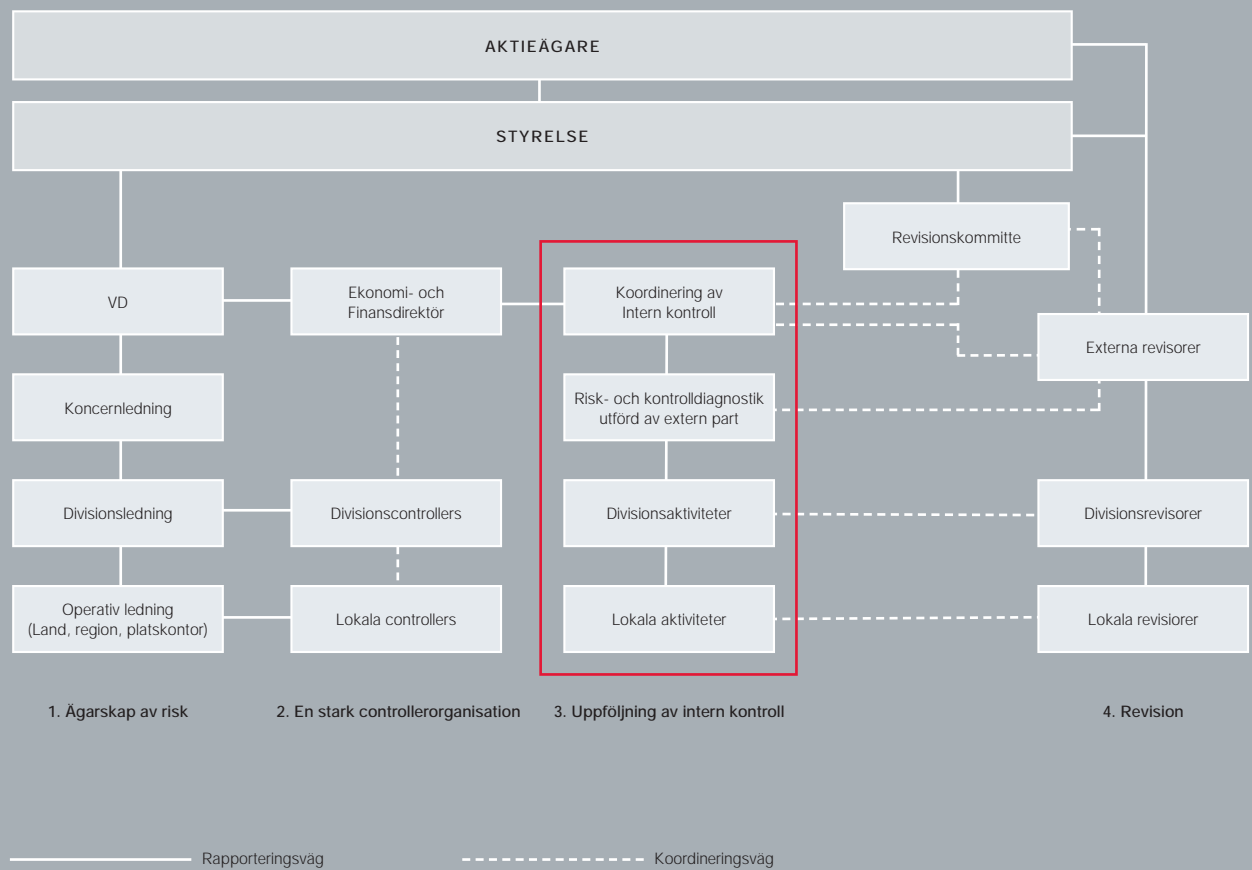 AKTIEÄGARE
STYRELSE
Revisionskommitte
VD
Ekonomi- och
Finansdirektör
Koordinering av
Intern kontroll
Externa revisorer
Koncernledning
Risk- och kontrolldiagnostik
utförd av extern part
Divisionsledning
Divisionscontrollers
Divisionsaktiviteter
Divisionsrevisorer
Operativ ledning
(Land, region, platskontor)
Lokala controllers
Lokala aktiviteter
Lokala revisiorer
1. Ägarskap av risk
2. En stark controllerorganisation
3. Uppföljning av intern kontroll
4. Revision
Rapporteringsväg
Koordineringsväg